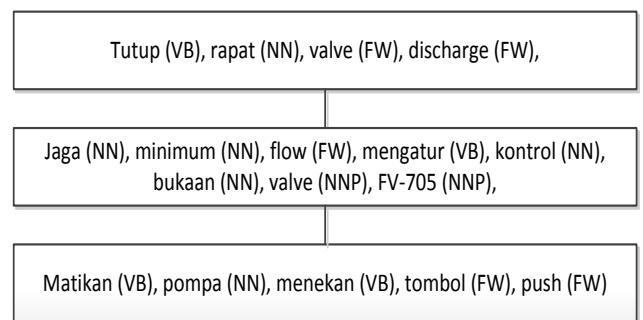 Tutup (VB), rapat (NN), valve (FW), discharge (FW),
Jaga (NN), minimum (NN), flow (FW), mengatur (VB), kontrol (NN),
bukaan (NN), valve (NNP), FV-705 (NNP),
Matikan (VB), pompa (NN), menekan (VB), tombol (FW), push (FW)